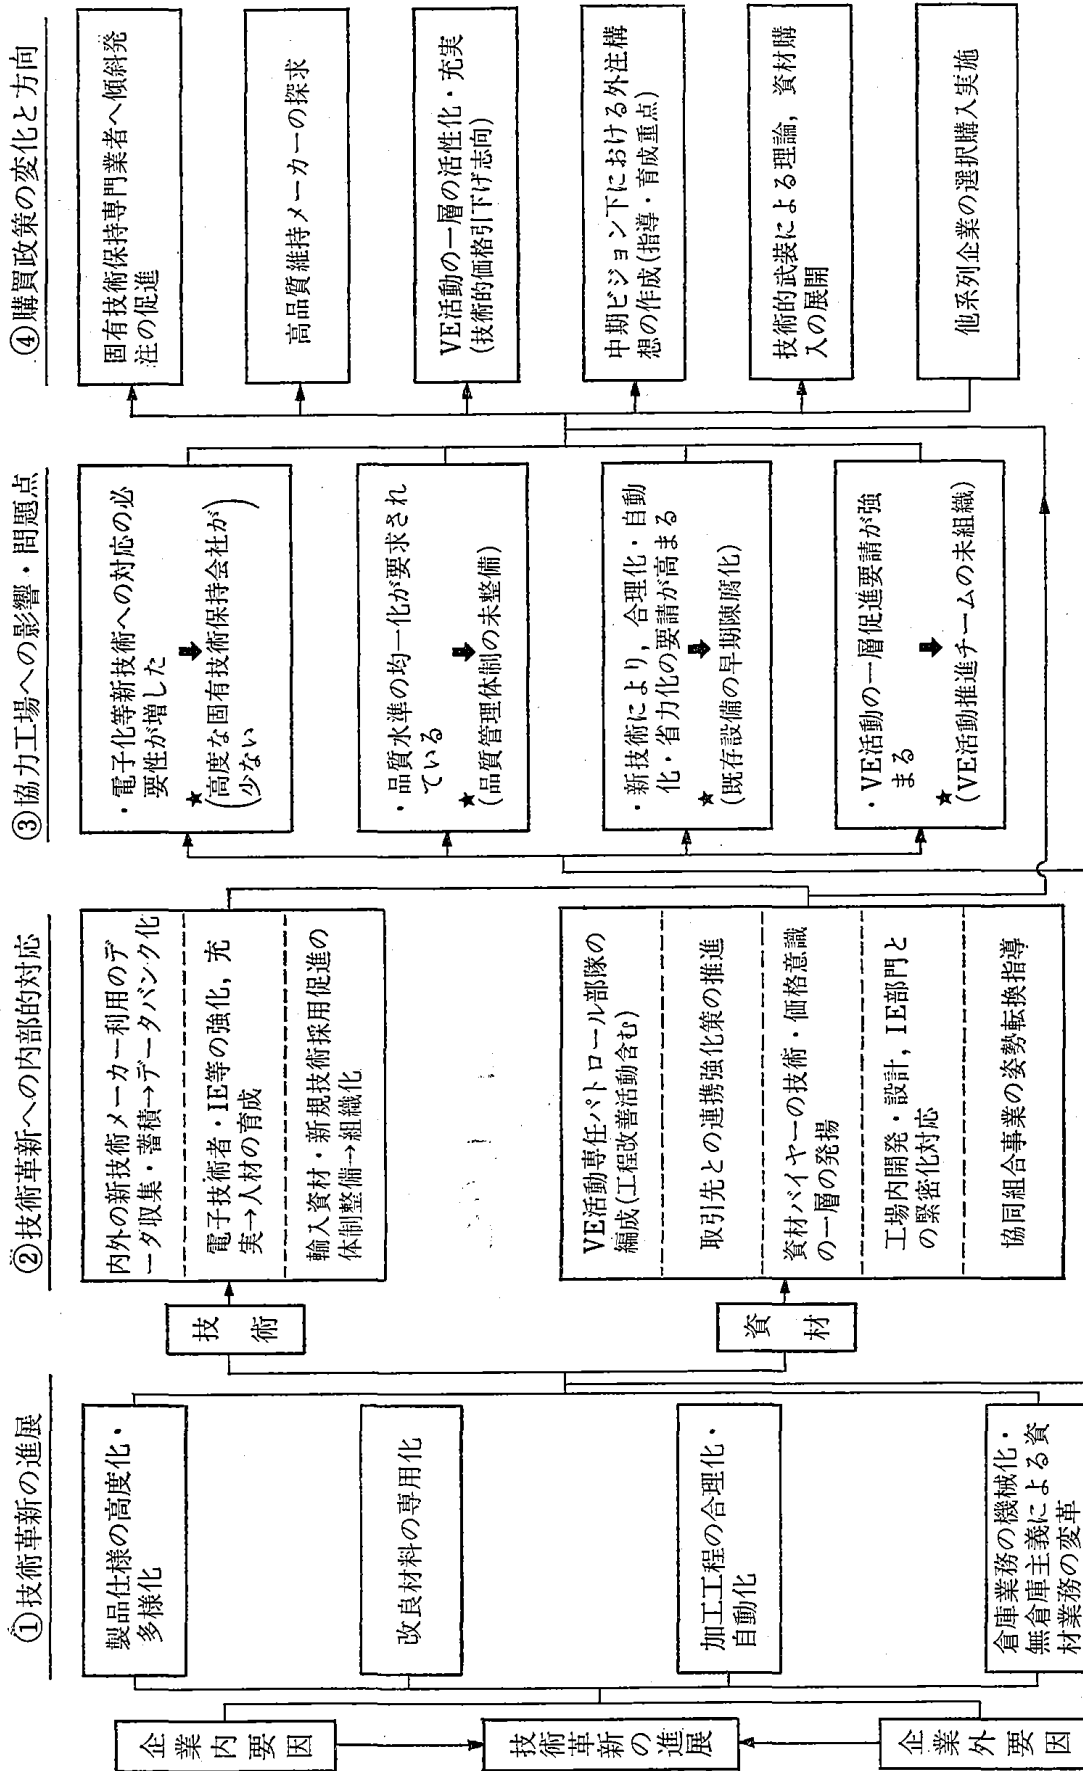 ①技術革新の進展
企業内要因
技術革新の進展
企業外要因
製品仕様の高度化・
多様化
改良材料の専用化
加工工程の合理化・
自動化
倉庫業務の機械化・
無倉庫主義による資
材業務の変革
②技術革新への内部的対応
技術
内外の新技術メーカー利用のデ
ータ収集・蓄積→データバンク化
電子技術者・IE等の強化，充
実→人材の育成
輸入資材・新規技術採用促進の
体制整備→組織化
資材
VE活動専任パトロール部隊の
編成(工程改善活動含む)
取引先との連携強化策の推進
資材バイヤーの技術・価格意識
の一層の発揚
工場内開発・設計，IE部門と
の緊密化対応
協同組合事業の姿勢転換指導
③協力工場への影響・問題点
・電子化等新技術への対応の必
要性が増した
★(高度な固有技術保持会社が
少ない)
・品質水準の均一化が要求され
ている
★(品質管理体制の未整備)
・新技術により，合理化・自動
化・省力化の要請が高まる
★(既存設備の早期陳腐化)
・VE活動の一層促進要請が強
まる
★(VE活動推進チームの未組織)
④購買政策の変化と方向
固有技術保持専門業者へ傾斜発
注の促進
高品質維持メーカーの探求
VE活動の一層の活性化・充実
(技術的価格引下げ志向)
中期ビジョン下における外注構
想の作成(指導・育成重点)
技術的武装による理論，資材購
入の展開
他系列企業の選択購入実施